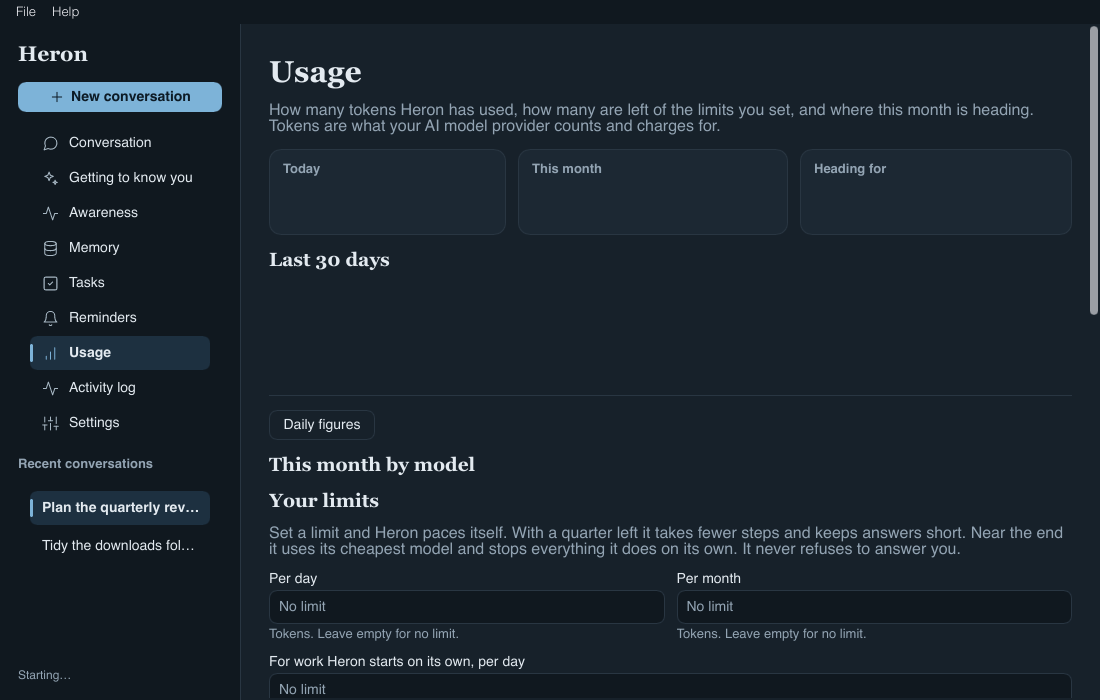 File Help
Heron
New conversation
Conversation
Getting to know you
Awareness
Memory
Tasks
Reminders
Usage
Activity log
Settings
Recent conversations
Plan the quarterly rev…
Tidy the downloads fol…
Starting…
Usage
How many tokens Heron has used, how many are left of the limits you set, and where this month is heading.
Tokens are what your AI model provider counts and charges for.
Today
This month
Heading for
Last 30 days
Daily figures
This month by model
Your limits
Set a limit and Heron paces itself. With a quarter left it takes fewer steps and keeps answers short. Near the end
it uses its cheapest model and stops everything it does on its own. It never refuses to answer you.
Per day
Per month
No limit
No limit
Tokens. Leave empty for no limit.
Tokens. Leave empty for no limit.
For work Heron starts on its own, per day
No limit